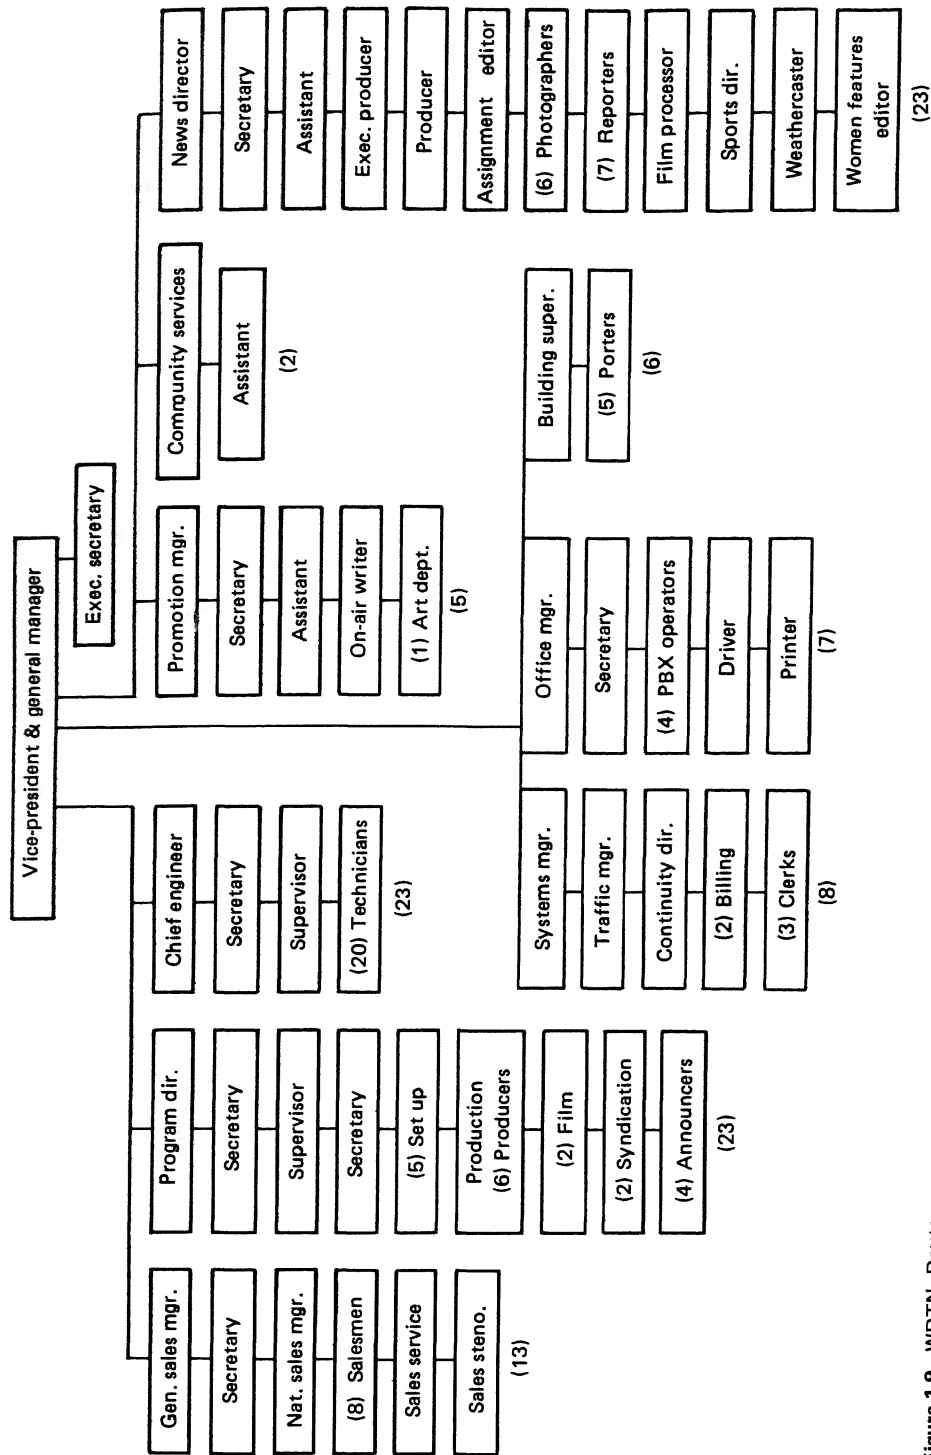 Vice-president & general manager
Exec. secretary
Gen. sales mgr.
Secretary
Nat. sales mgr.
(8) Salesmen
Sales service
Sales steno.
(13)
Program dir.
Secretary
Supervisor
Secretary
(5) Set up
Production
(6) Producers
(2) Film
(2) Syndication
(4) Announcers
(23)
Chief engineer
Secretary
Supervisor
(20) Technicians
(23)
Promotion mgr.
Secretary
Assistant
On-air writer
(1) Art dept.
(5)
Community services
Assistant
(2)
News director
Secretary
Assistant
Exec. producer
Producer
Assignment editor
(6) Photographers
(7) Reporters
Film processor
Sports dir.
Weathercaster
Women features
editor
(23)
Systems mgr.
Traffic mgr.
Continuity dir.
(2) Billing
(3) Clerks
(8)
Office mgr.
Secretary
(4) PBX operators
Driver
Printer
(7)
Building super.
(5) Porters
(6)